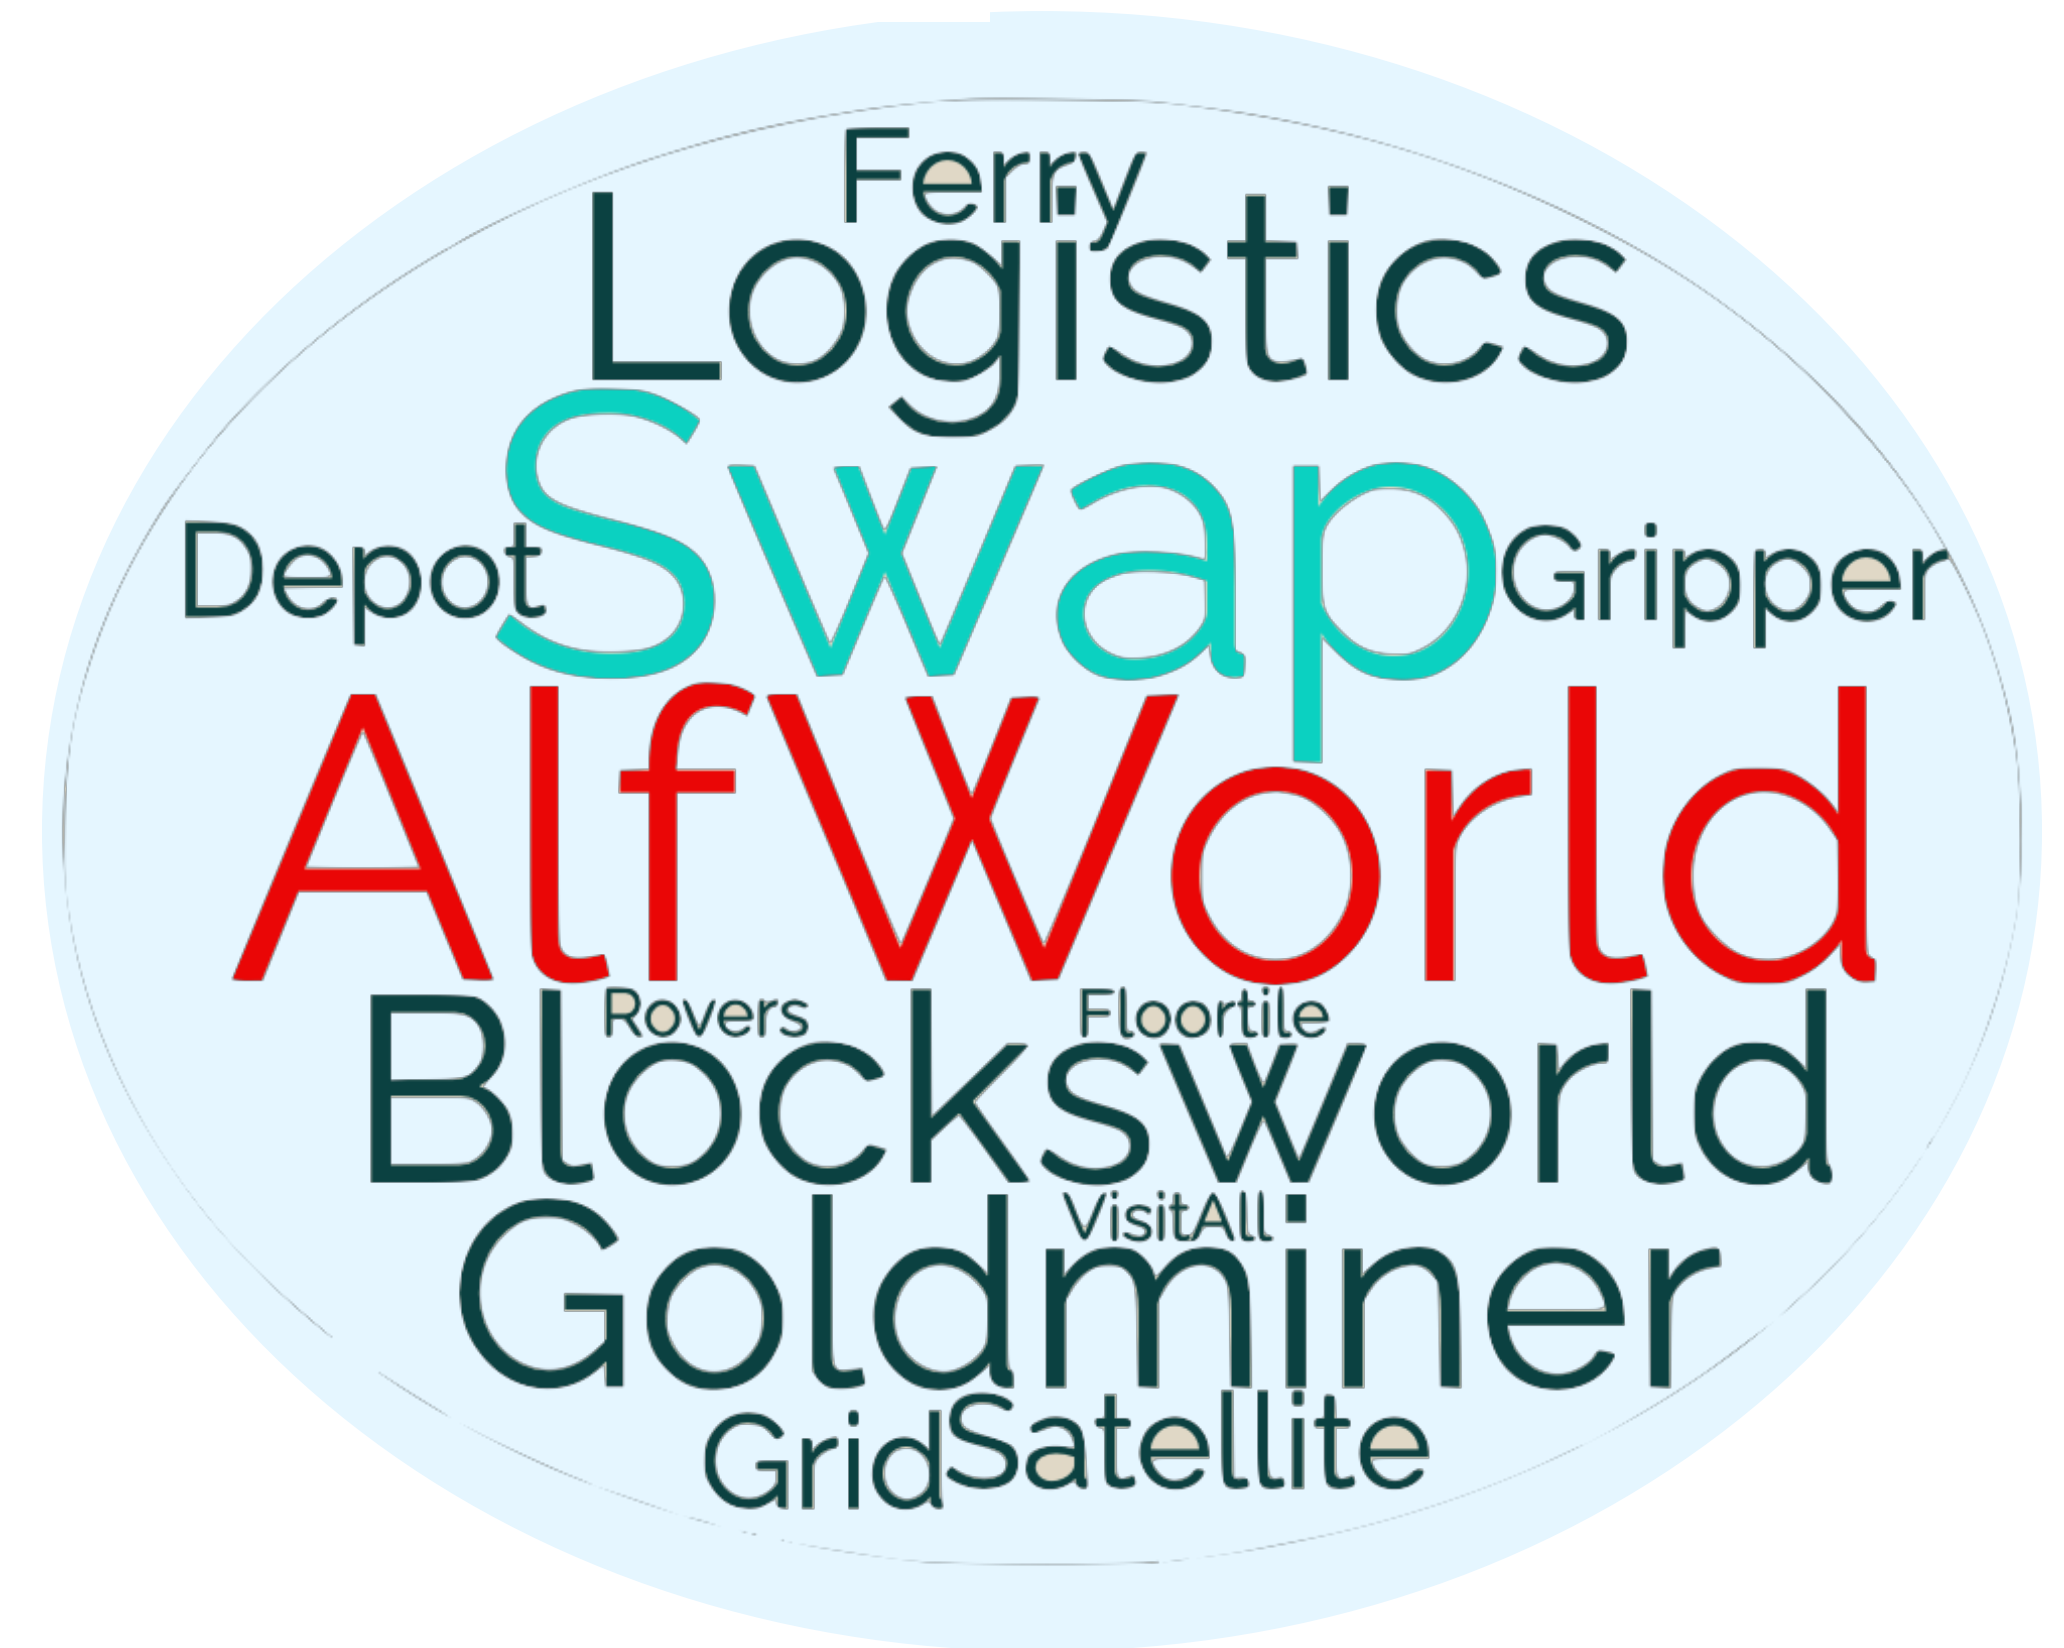 Ferry
Logistics
Swap
Depot
Gripper
AlfWorld
Rovers
Floortile
Blocksworld
VisitAll
Goldminer
Grid
Satellite